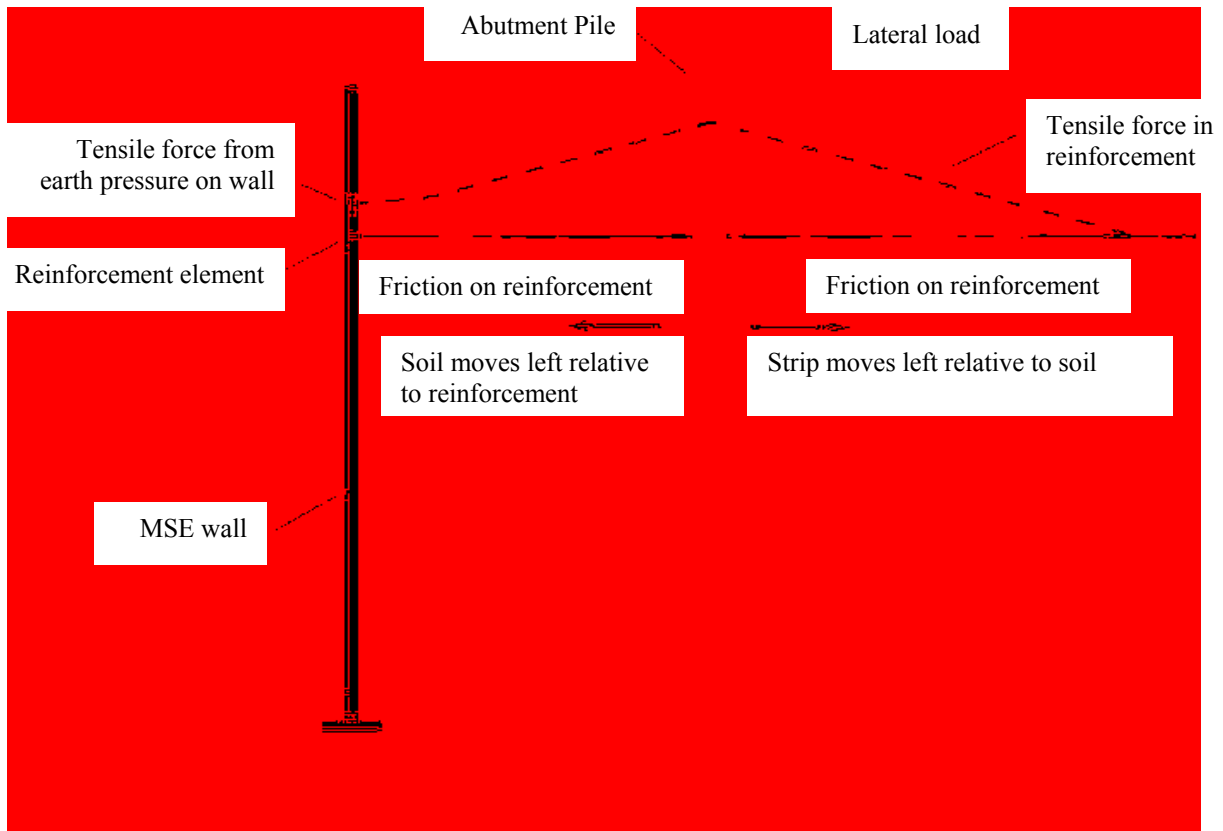 Abutment Pile
Lateral load
Tensile force from
earth pressure on wall
Tensile force in
reinforcement
Reinforcement element
Friction on reinforcement
Friction on reinforcement
Soil moves left relative
to reinforcement
Strip moves left relative to soil
MSE wall